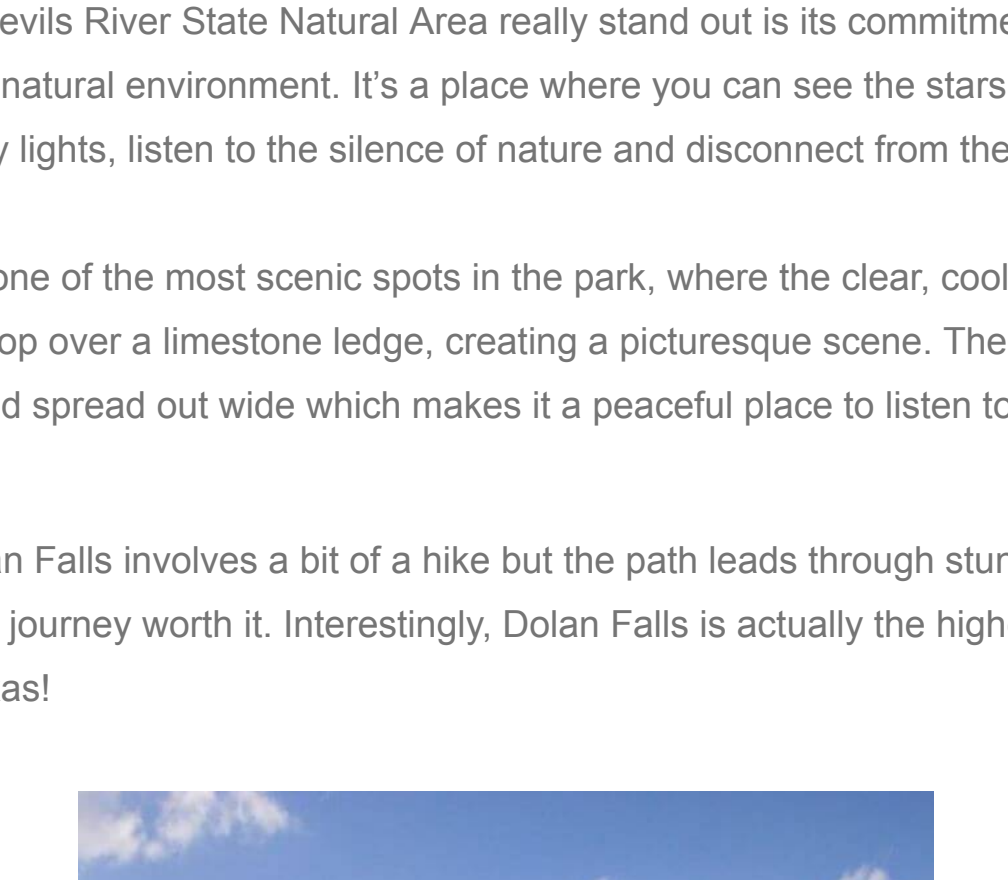 evils River State Natural Area really stand out is its commitme
natural environment. It’s a place where you can see the stars
lights, listen to the silence of nature and disconnect from the
one of the most scenic spots in the park, where the clear, cool
op over a limestone ledge, creating a picturesque scene. The
d spread out wide which makes it a peaceful place to listen to
n Falls involves a bit of a hike but the path leads through stun
journey worth it. Interestingly, Dolan Falls is actually the high
as!